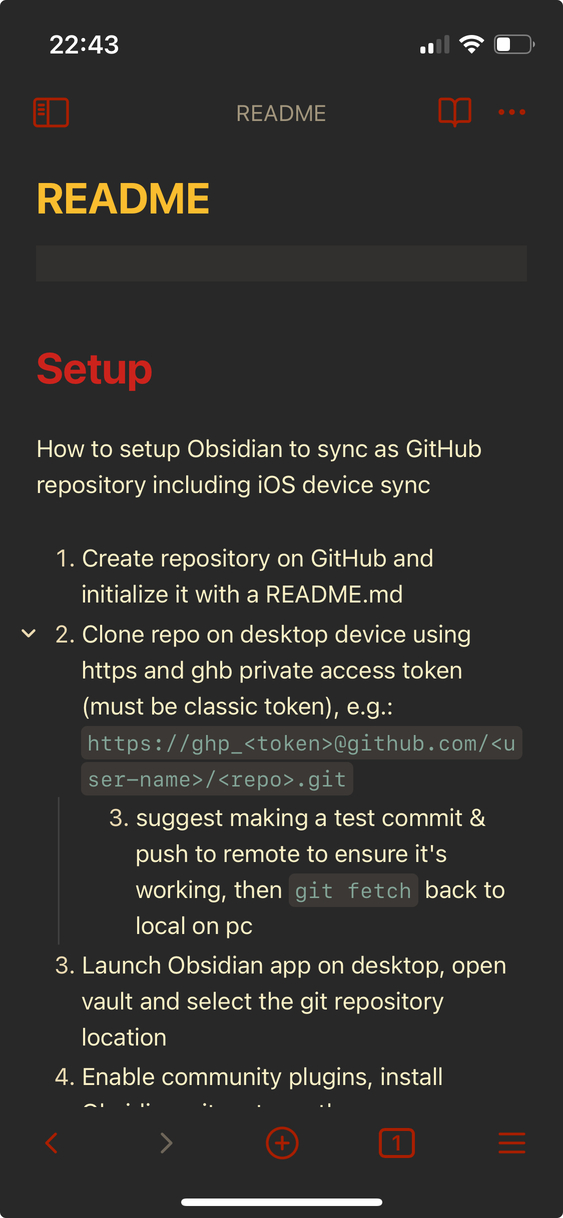 22:43
README
README
Setup
How to setup Obsidian to sync as GitHub
repository including iOS device sync
1. Create repository on GitHub and
initialize it with a README.md
2. Clone repo on desktop device using
https and ghb private access token
(must be classic token), e.g.:
https://ghp_<token>@github.com/<u
ser-name>/<repo>.git
3. suggest making a test commit &
push to remote to ensure it's
working, then git fetch back to
local on pc
3. Launch Obsidian app on desktop, open
vault and select the git repository
location
4. Enable community plugins, install
1